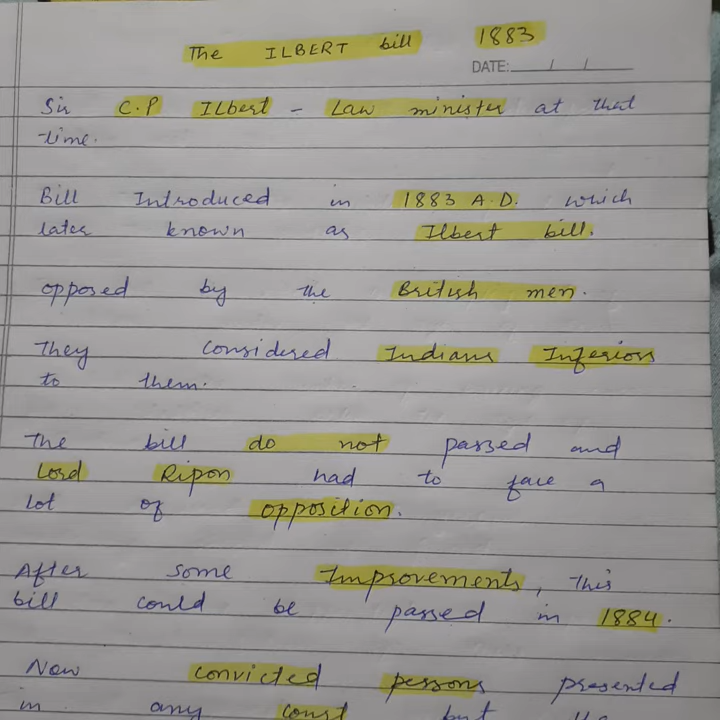 The ILBERT bill 1883
DATE: / /
Sir C.P Ilbert - Law minister at that
time.
Bill Introduced in 1883 A.D. which
later known as Ilbert bill.
opposed by the British men.
They considered Indians Inferior
to them.
The bill do not passed and
Lord Ripon had to face a
lot of opposition.
After some Improvements, This
bill could be passed in 1884.
Now convicted persons presented
in any court but the